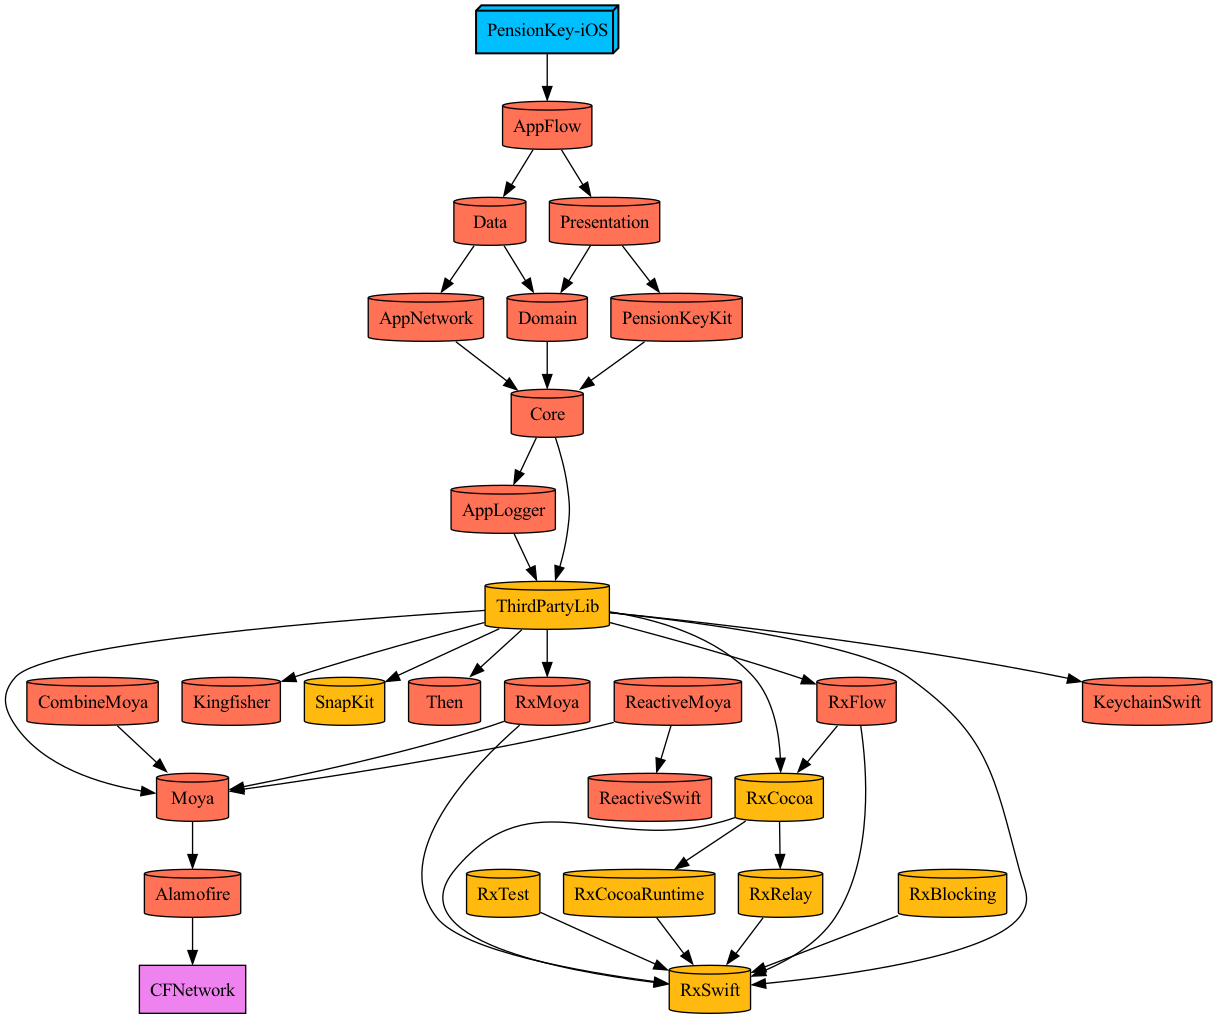 PensionKey-iOS
AppFlow
Data
Presentation
AppNetwork
Domain
PensionKeyKit
Core
AppLogger
ThirdPartyLib
CombineMoya
Kingfisher
SnapKit
Then
RxMoya
ReactiveMoya
RxFlow
KeychainSwift
Moya
ReactiveSwift
RxCocoa
Alamofire
RxTest
RxCocoaRuntime
RxRelay
RxBlocking
CFNetwork
RxSwift